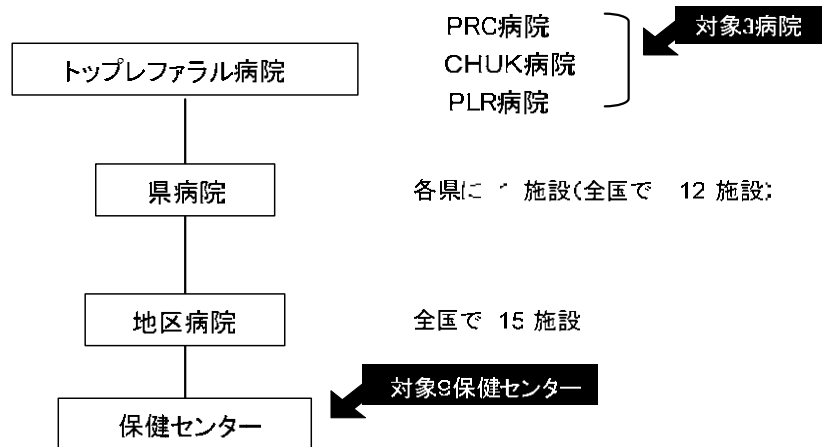 PRC病院
対象3病院
トップレファラル病院
CHUK病院
PLR病院
県病院
各県に 1 施設(全国で 12 施設)
地区病院
全国で 15 施設
対象9保健センター
保健センター